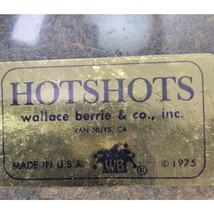 HOTSHOTS
wallace berrie & co., inc.
VAN NUYS, CA
MADE IN U.S.A. WB ® © 1975